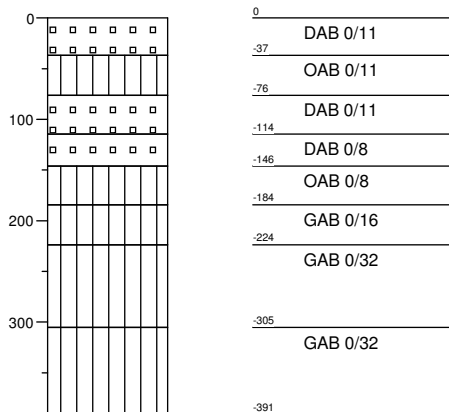 0
0
DAB 0/11
-37
OAB 0/11
-76
DAB 0/11
100
-114
DAB 0/8
-146
OAB 0/8
-184
200
GAB 0/16
-224
GAB 0/32
300
-305
GAB 0/32
-391